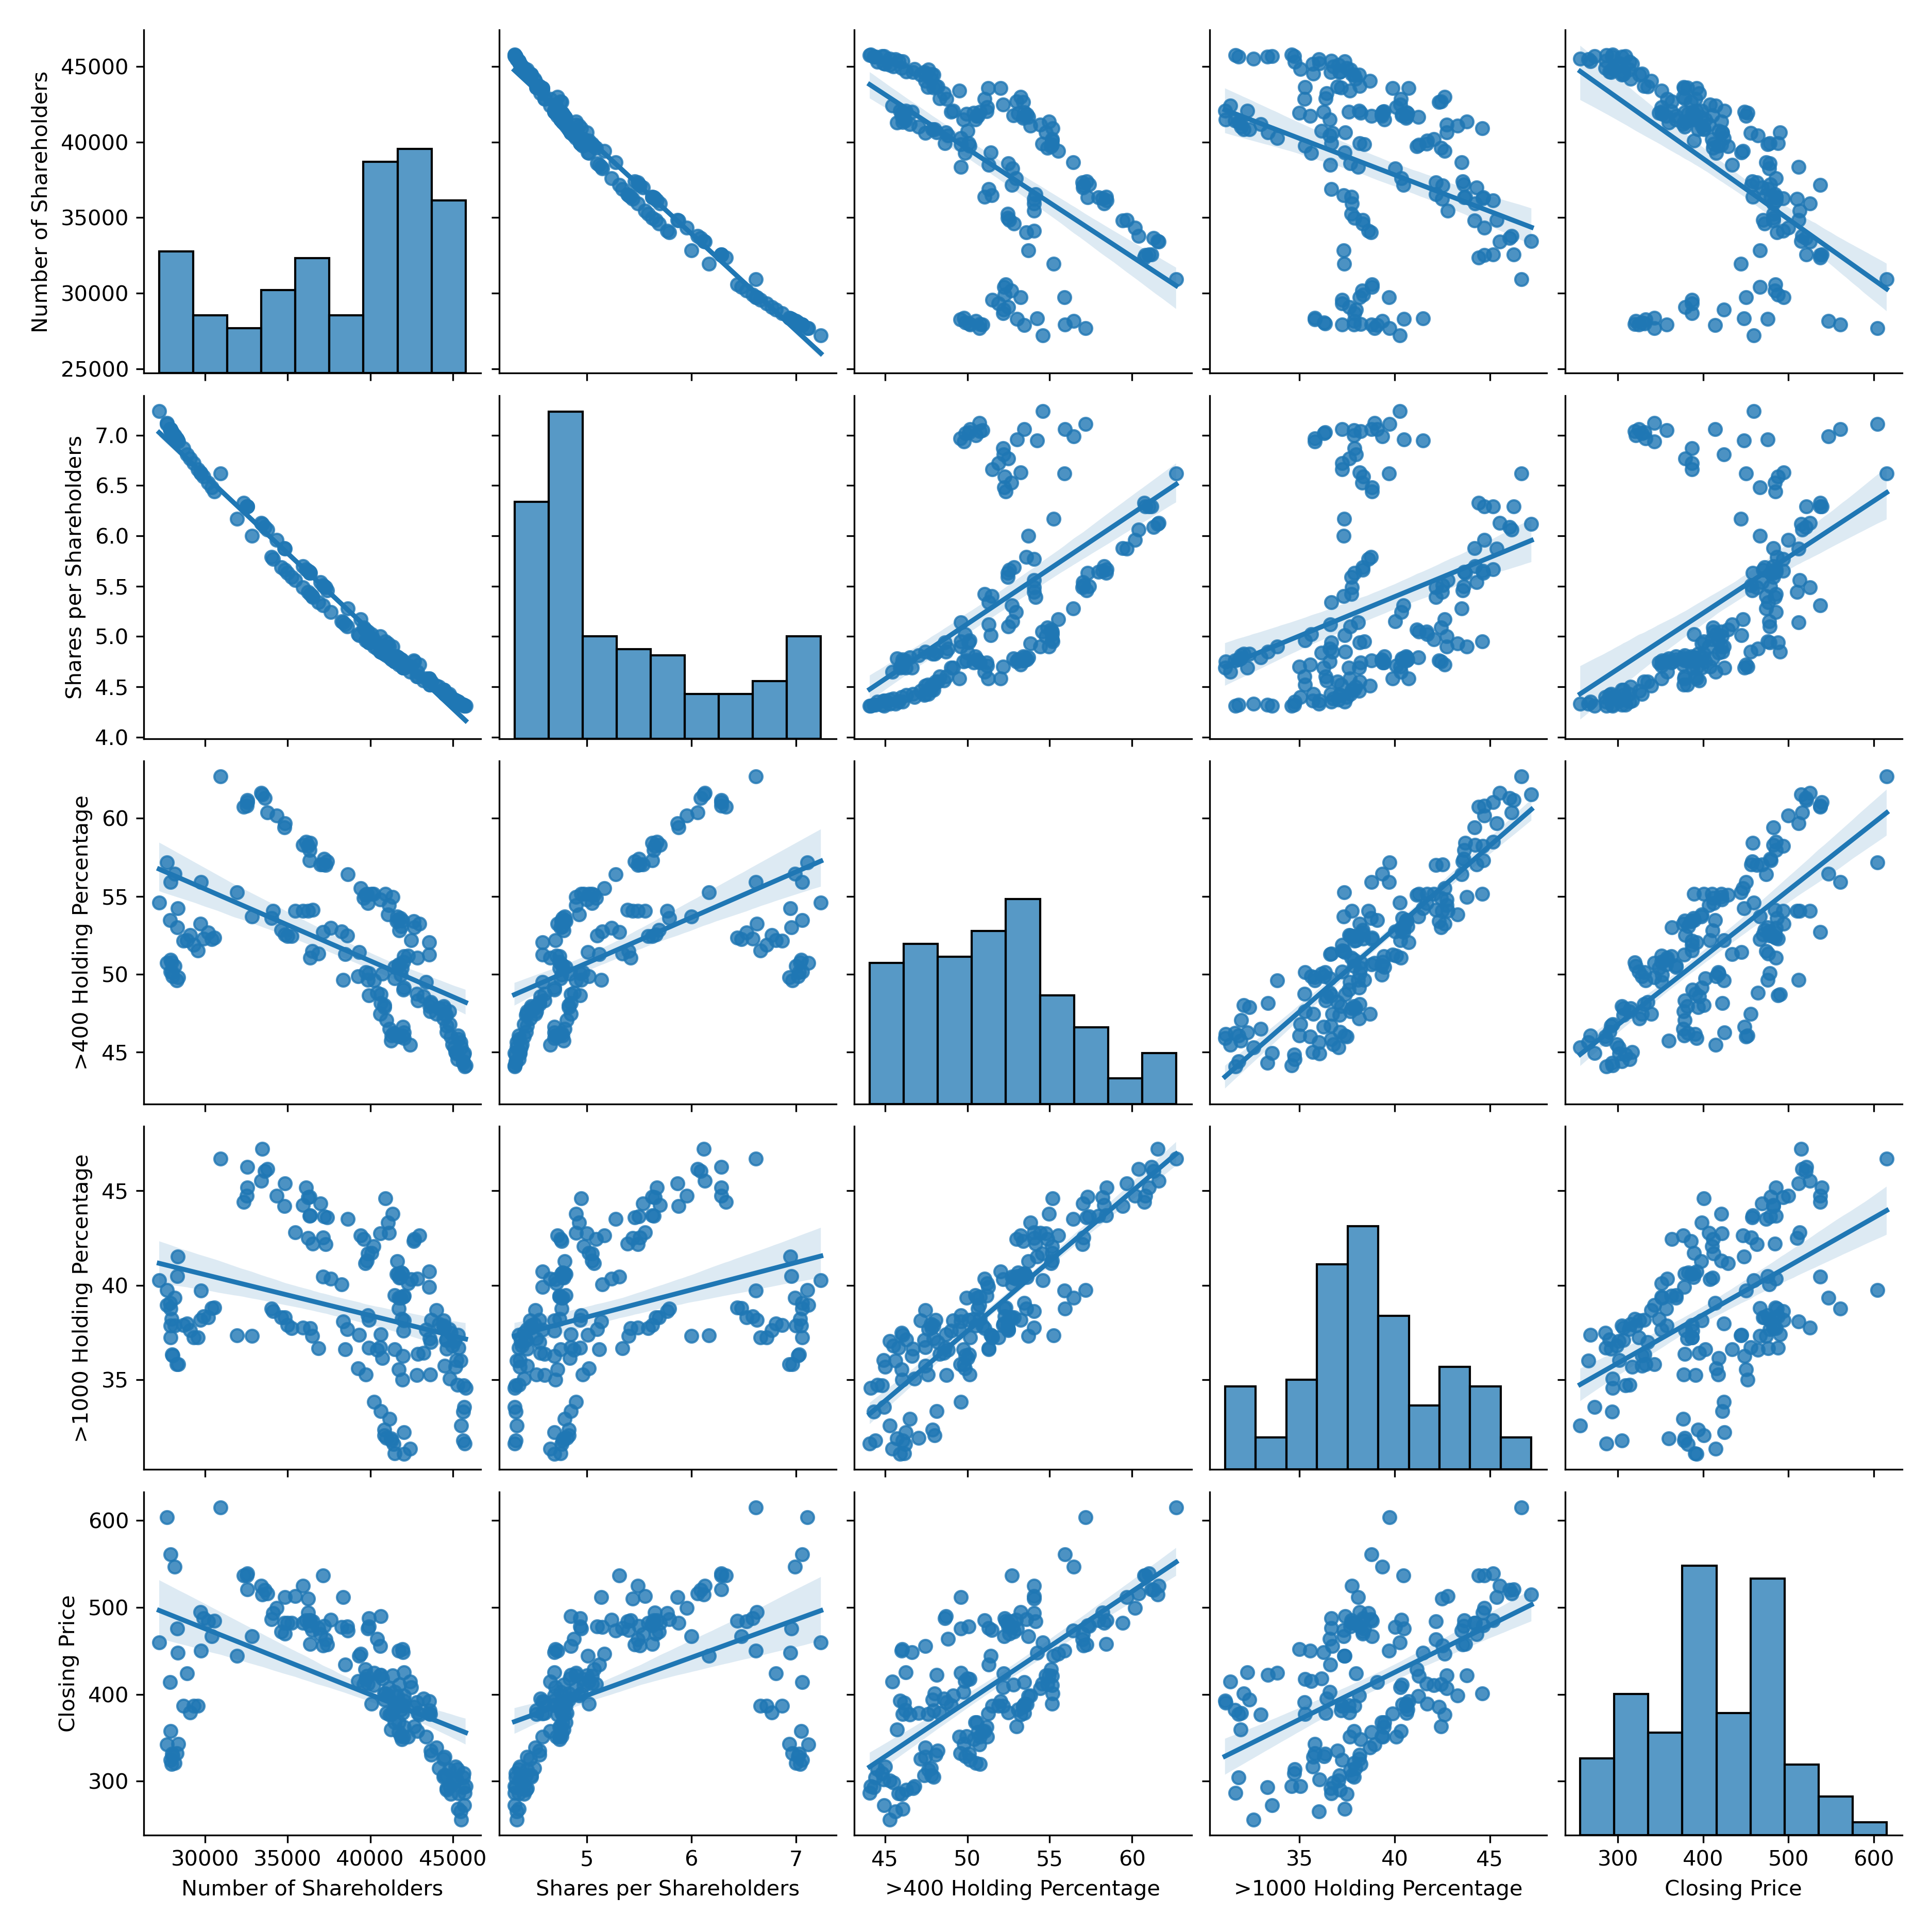 Number of Shareholders
45000
40000
35000
30000
25000
Shares per Shareholders
7.0
6.5
6.0
5.5
5.0
4.5
4.0
>400 Holding Percentage
60
55
50
45
>1000 Holding Percentage
45
40
35
Closing Price
600
500
400
300
30000 35000 40000 45000
Number of Shareholders
5 6 7
Shares per Shareholders
45 50 55 60
>400 Holding Percentage
35 40 45
>1000 Holding Percentage
300 400 500 600
Closing Price